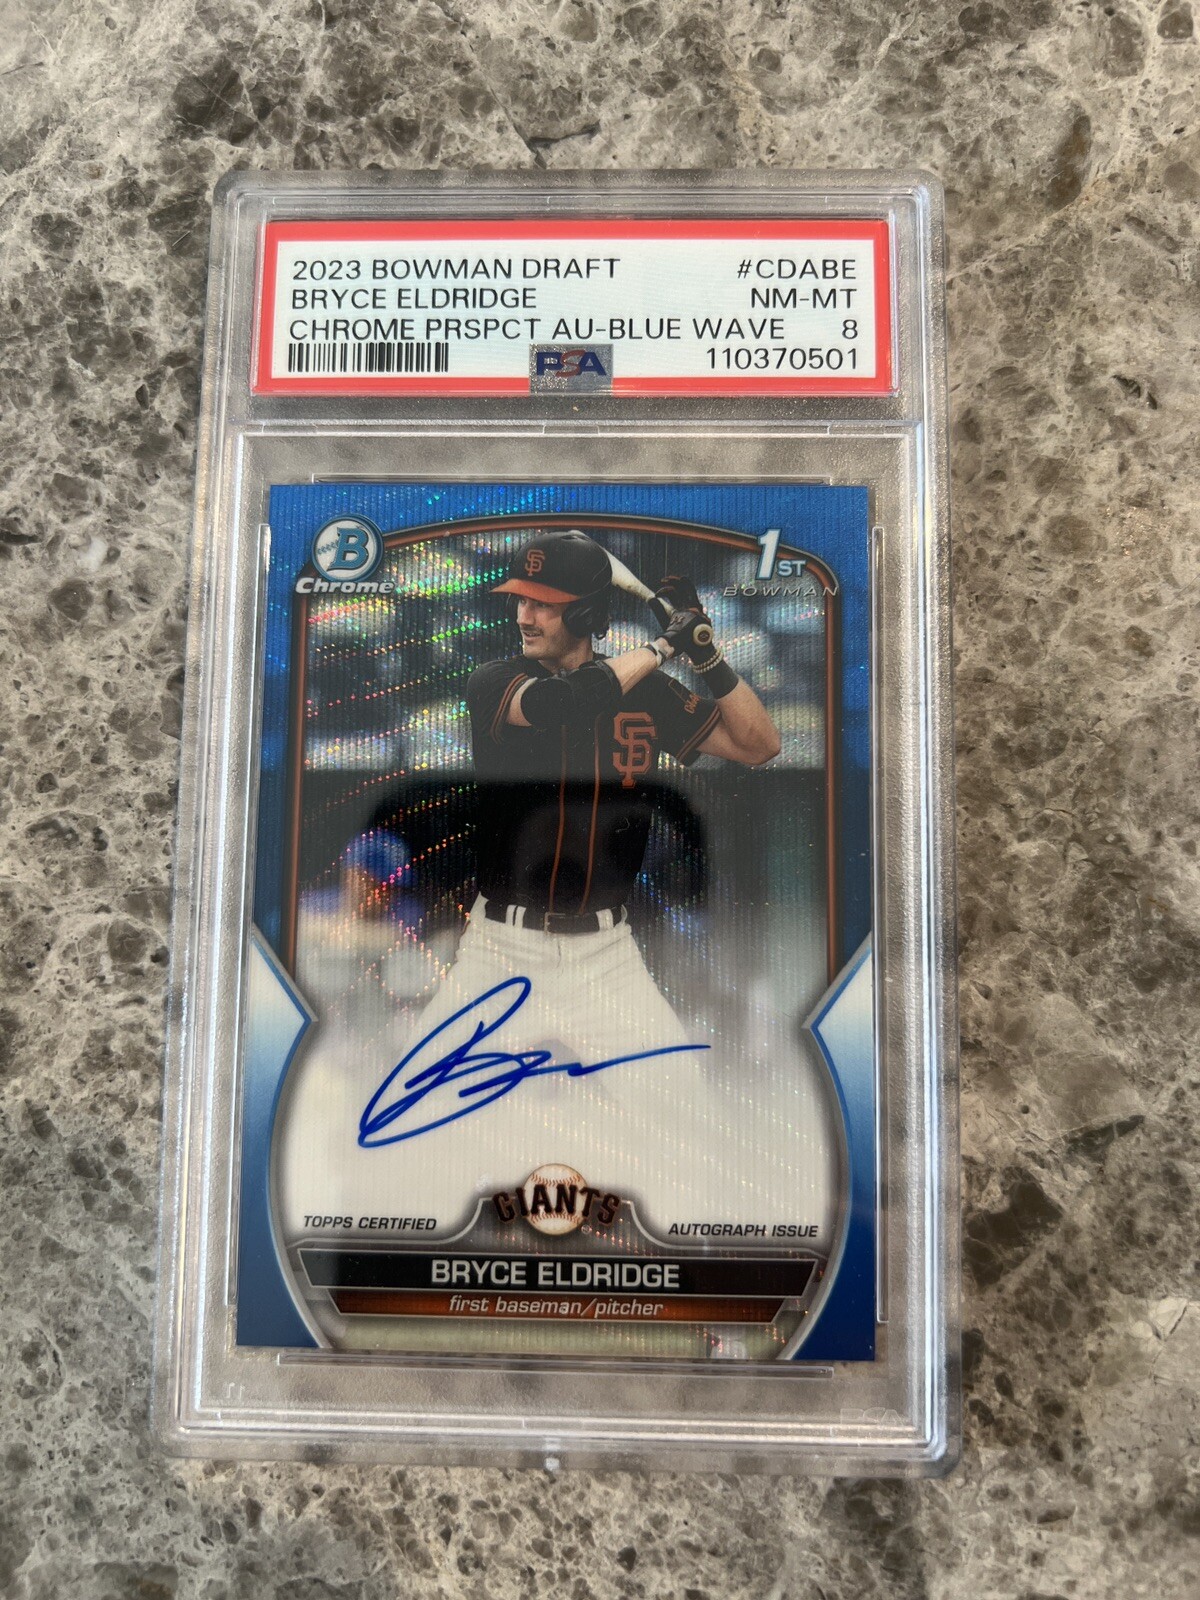 2023 BOWMAN DRAFT #CDABE
BRYCE ELDRIDGE NM-MT
CHROME PRSPCT AU-BLUE WAVE 8
PSA 110370501
B
Chrome
1ST
BOWMAN
SF
SF
GIANTS
TOPPS CERTIFIED AUTOGRAPH ISSUE
BRYCE ELDRIDGE
first baseman/pitcher
PSA